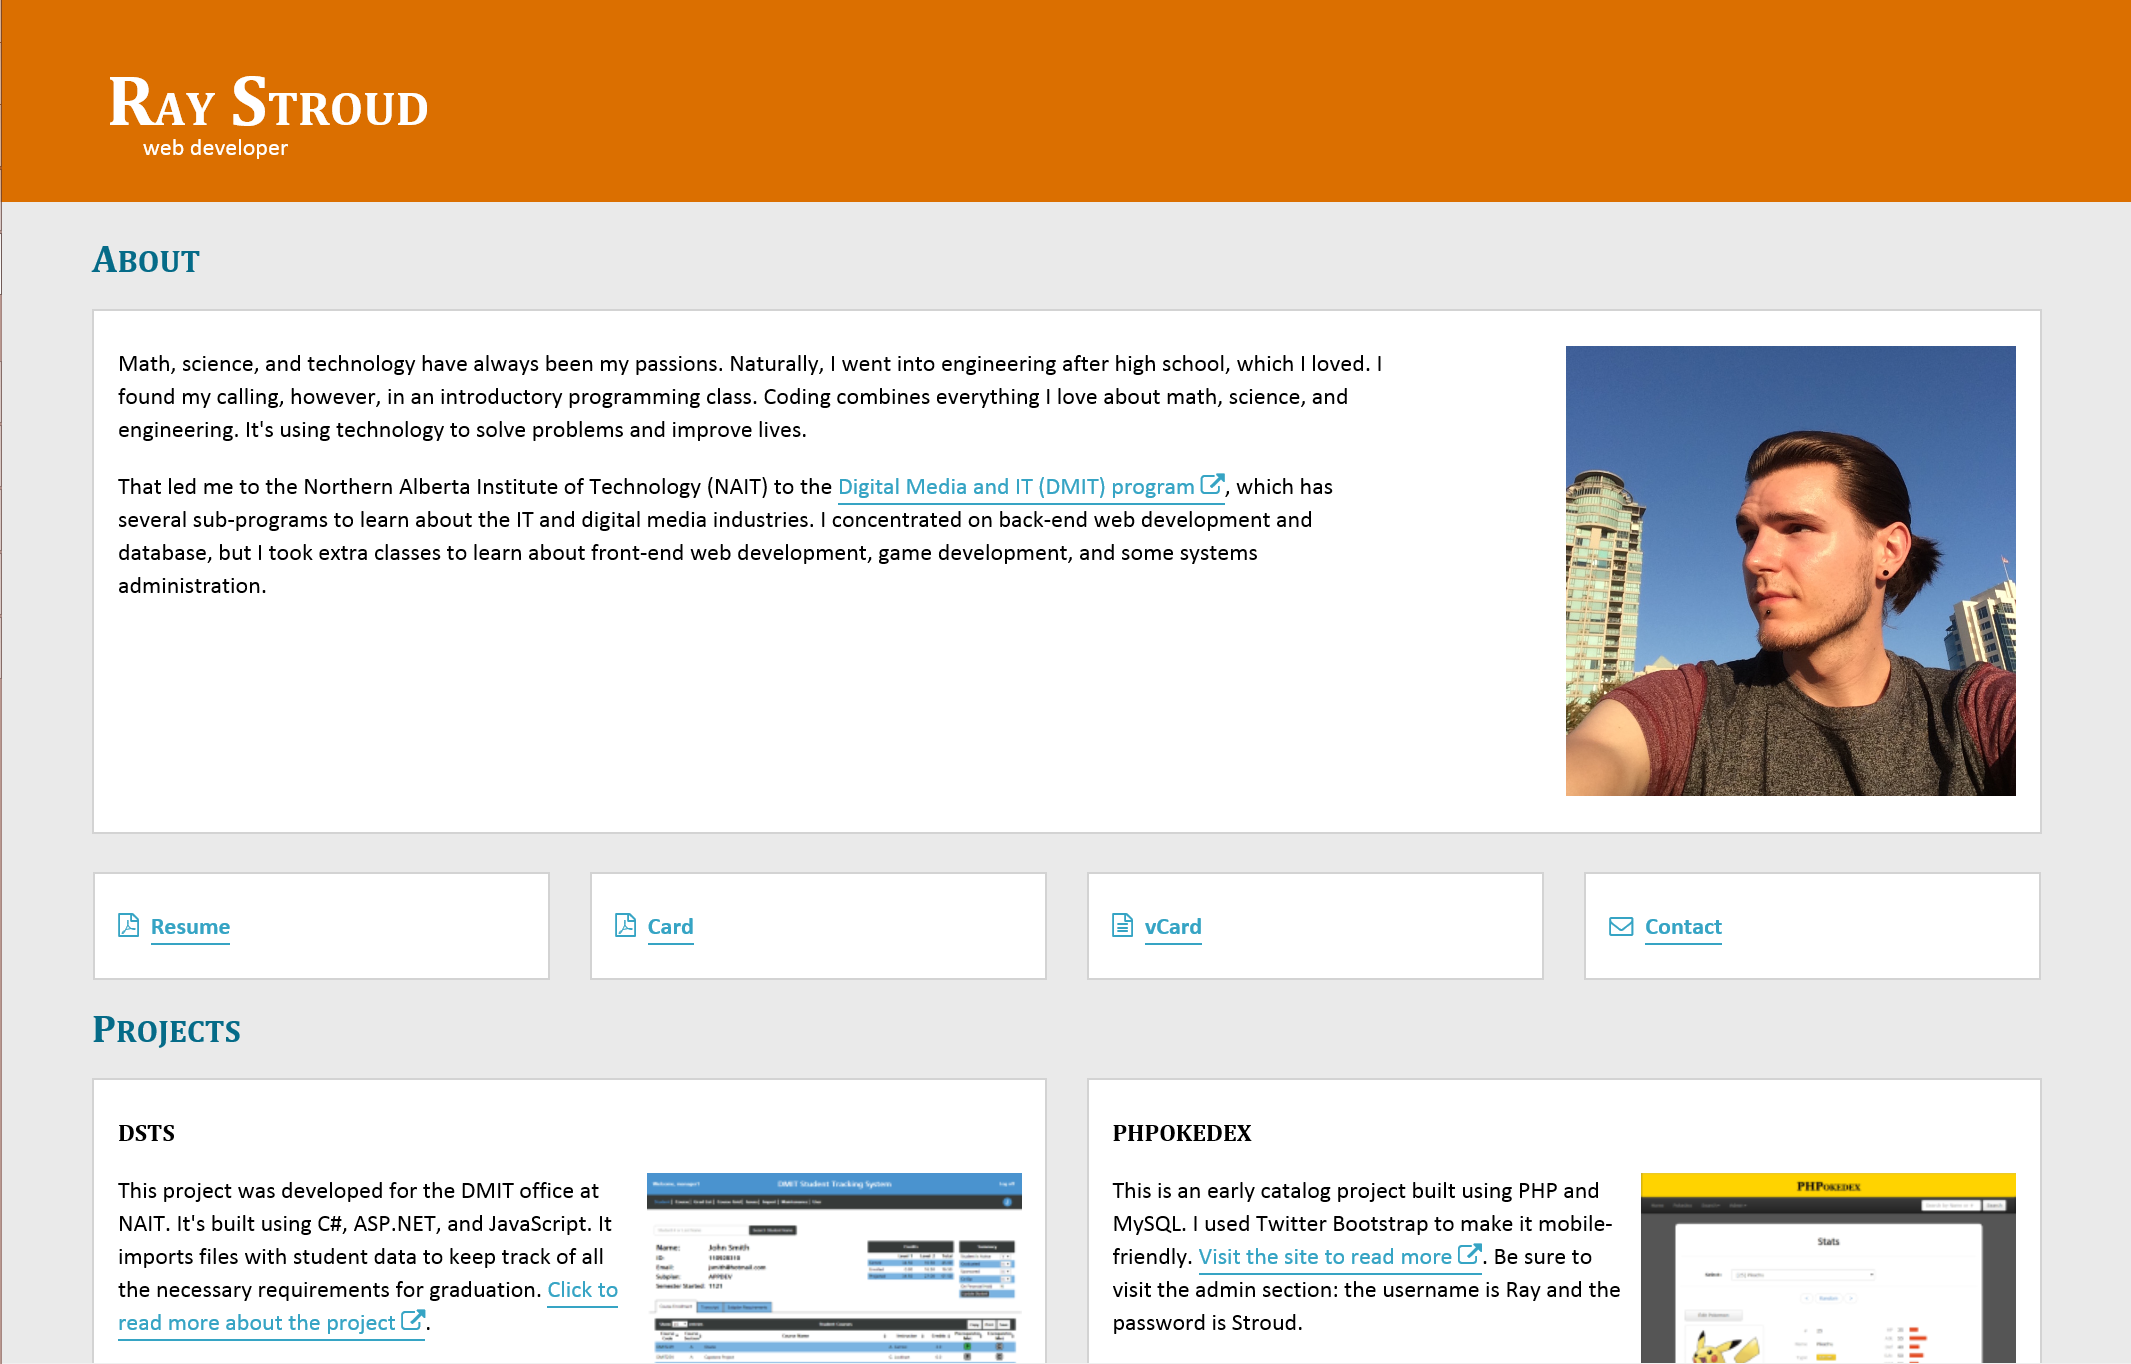 RAY STROUD
web developer
ABOUT
Math, science, and technology have always been my passions. Naturally, I went into engineering after high school, which I loved. I
found my calling, however, in an introductory programming class. Coding combines everything I love about math, science, and
engineering. It's using technology to solve problems and improve lives.
That led me to the Northern Alberta Institute of Technology (NAIT) to the Digital Media and IT (DMIT) program, which has
several sub-programs to learn about the IT and digital media industries. I concentrated on back-end web development and
database, but I took extra classes to learn about front-end web development, game development, and some systems
administration.
Resume
Card
vCard
Contact
PROJECTS
DSTS
This project was developed for the DMIT office at
NAIT. It's built using C#, ASP.NET, and JavaScript. It
imports files with student data to keep track of all
the necessary requirements for graduation. Click to
read more about the project.
DMIT Student Tracking System
Name: John Smith
ID:
Email:
Subplan: APPDEV
Semester Started: 1121
PHPOKEDEX
This is an early catalog project built using PHP and
MySQL. I used Twitter Bootstrap to make it mobile-
friendly. Visit the site to read more. Be sure to
visit the admin section: the username is Ray and the
password is Stroud.
PHPOKEDEX
Stats